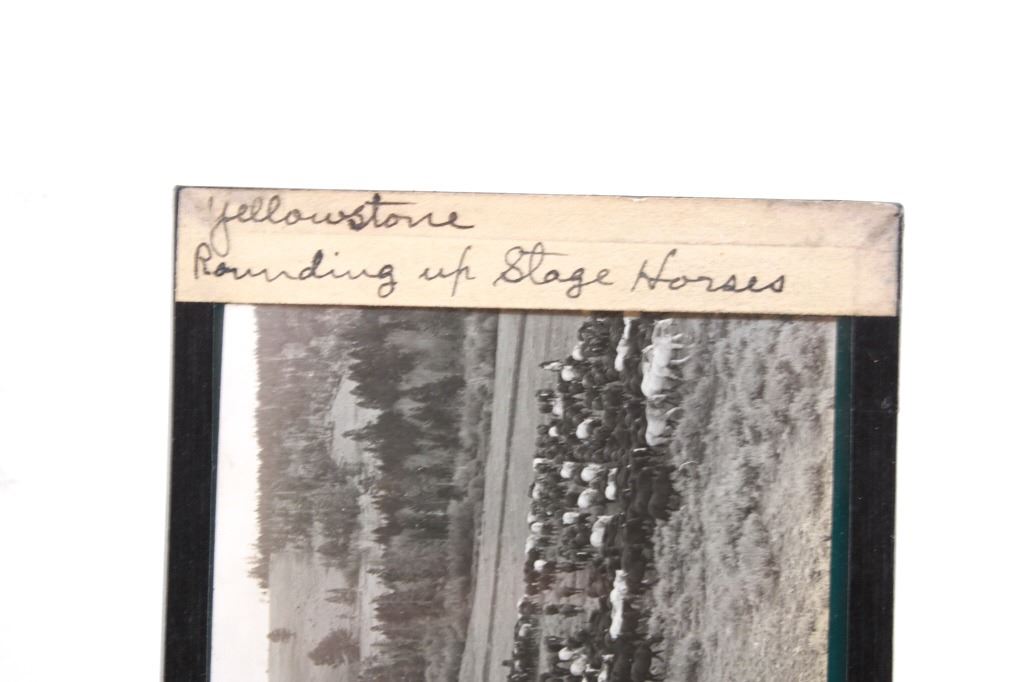 Yellowstone
Rounding up Stage Horses